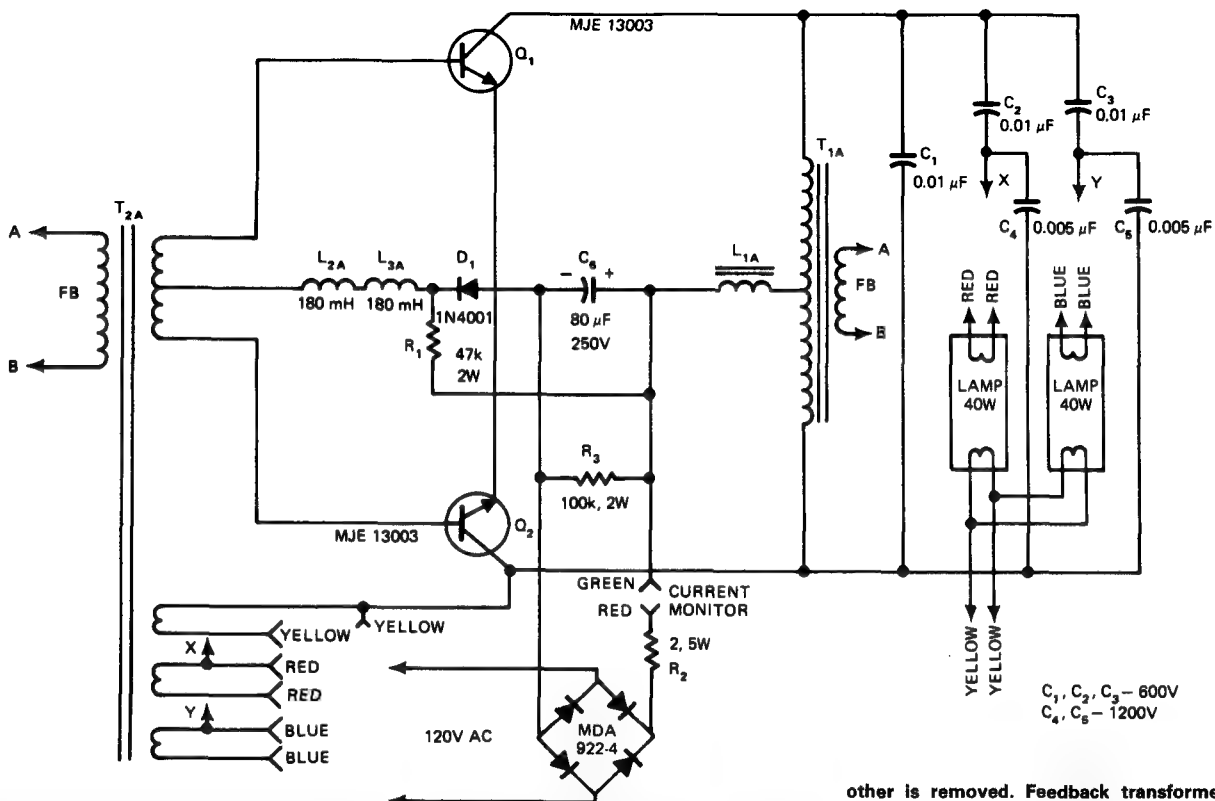 MJE 13003
Q1
C2
0.01 μF
C3
0.01 μF
T1A
C1
0.01 μF
X
Y
C4
0.005 μF
C5
0.005 μF
T2A
A
FB
B
L2A
180 mH
L3A
180 mH
D1
1N4001
− C6 +
80 μF
250V
L1A
A
FB
B
R1
47k
2W
RED
RED
BLUE
BLUE
LAMP
40W
LAMP
40W
R3
100k, 2W
MJE 13003
Q2
GREEN
RED
CURRENT
MONITOR
YELLOW
YELLOW
X
RED
RED
Y
BLUE
BLUE
2, 5W
R2
120V AC
MDA
922-4
YELLOW
YELLOW
C1, C2, C3 – 600V
C4, C5 – 1200V
other is removed. Feedback transforme